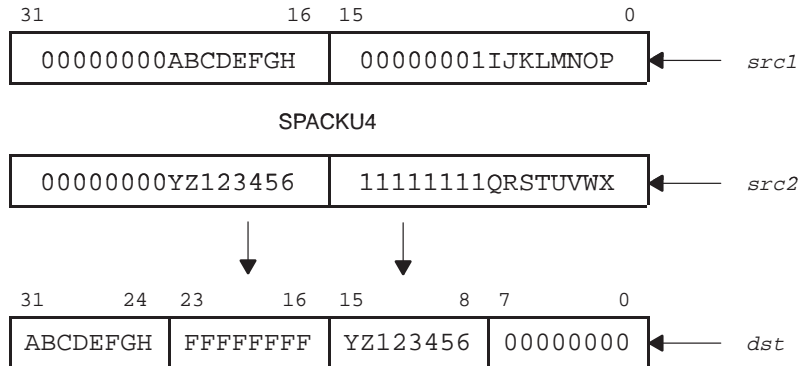 31 16 15 0
00000000ABCDEFGH 00000001IJKLMNOP src1
SPACKU4
00000000YZ123456 11111111QRSTUVWX src2
31 24 23 16 15 8 7 0
ABCDEFGH FFFFFFFF YZ123456 00000000 dst